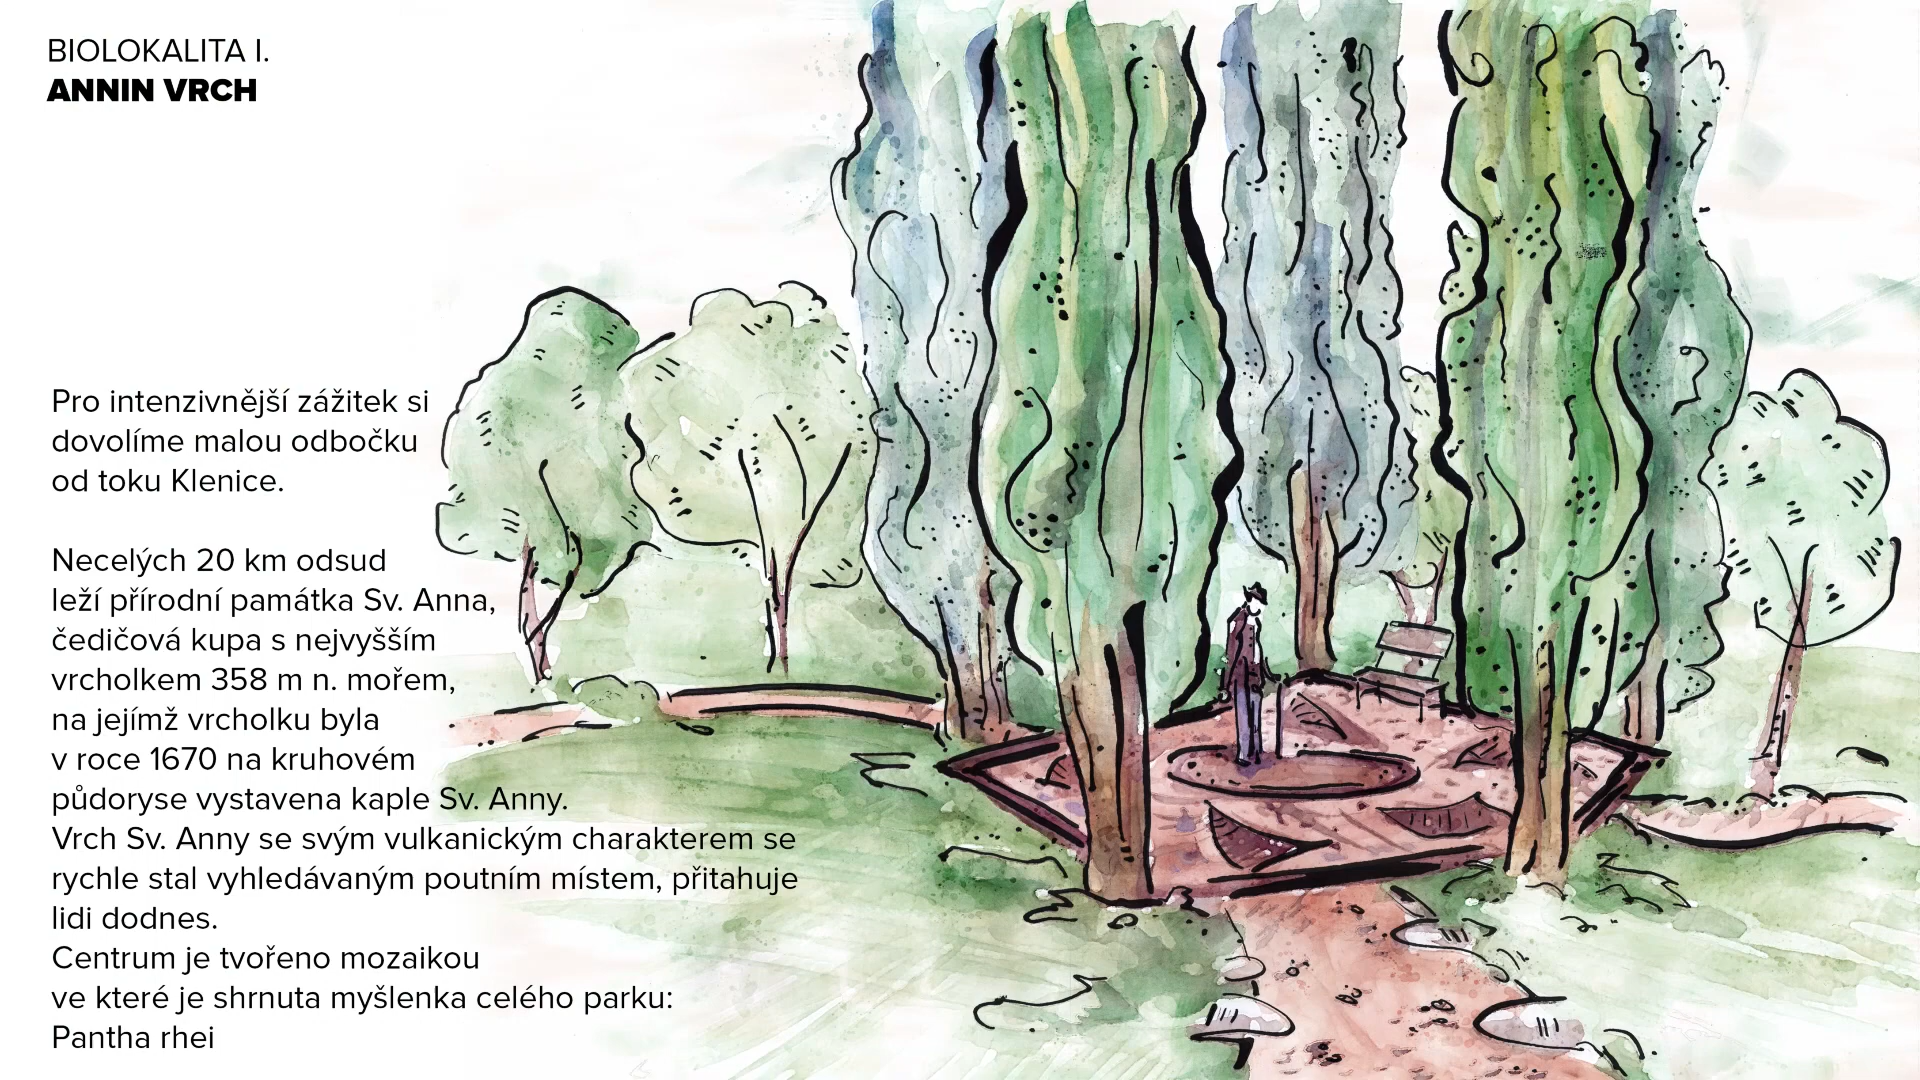 BIOLOKALITA I.
ANNIN VRCH
Pro intenzivnější zážitek si
dovolíme malou odbočku
od toku Klenice.
Necelých 20 km odsud
leží přírodní památka Sv. Anna,
čedičová kupa s nejvyšším
vrcholkem 358 m n. mořem,
na jejímž vrcholku byla
v roce 1670 na kruhovém
půdoryse vystavena kaple Sv. Anny.
Vrch Sv. Anny se svým vulkanickým charakterem se
rychle stal vyhledávaným poutním místem, přitahuje
lidi dodnes.
Centrum je tvořeno mozaikou
ve které je shrnuta myšlenka celého parku:
Pantha rhei